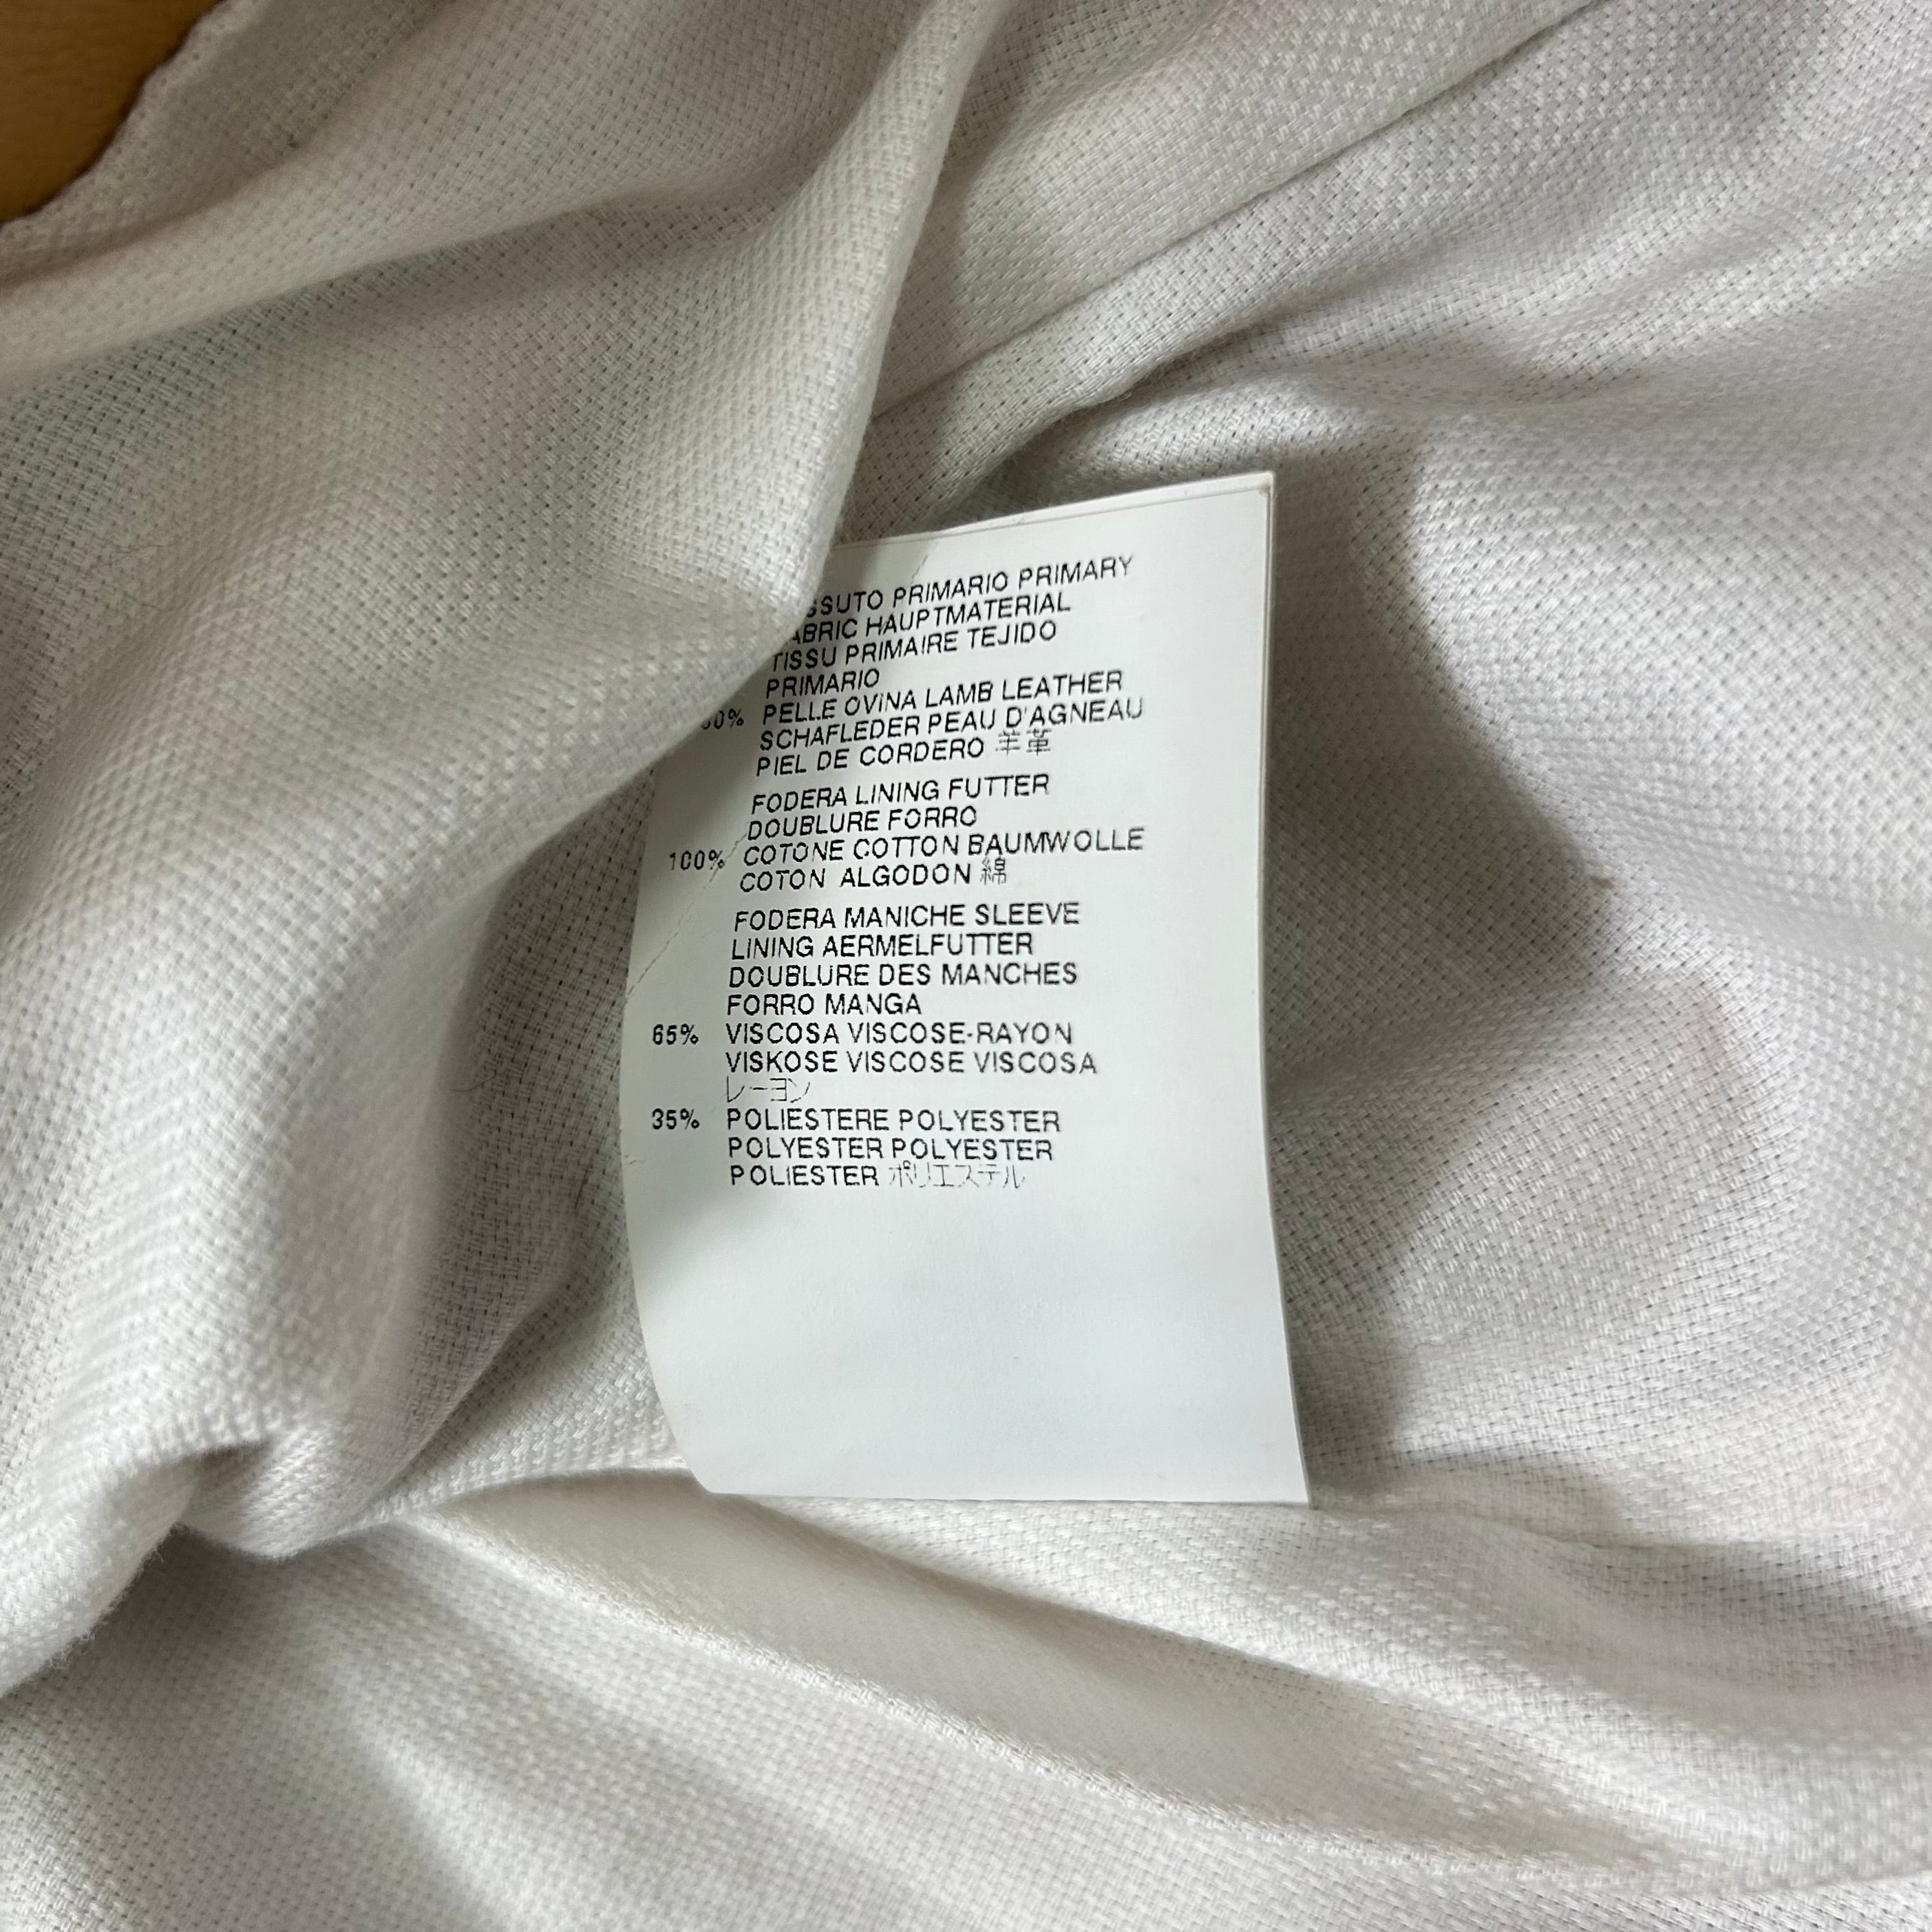 PRIMARIO PRIMARY
HAUPTMATERIAL
TISSU PRIMAIRE TEJIDO
PRIMARIO
PELLE OVINA LAMB LEATHER
SCHAFLEDER PEAU D'AGNEAU
PIEL DE CORDERO 羊革
FODERA LINING FUTTER
DOUBLURE FORRO
100% COTONE COTTON BAUMWOLLE
COTON ALGODON 綿
FODERA MANICHE SLEEVE
LINING AERMELFUTTER
DOUBLURE DES MANCHES
FORRO MANGA
65% VISCOSA VISCOSE-RAYON
VISKOSE VISCOSE VISCOSA
レーヨン
35% POLIESTERE POLYESTER
POLYESTER POLYESTER
POLIESTER ポリエステル